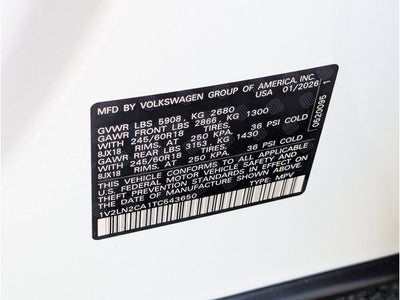 MFD BY VOLKSWAGEN GROUP OF AMERICA, INC.
USA 01/2026
GVWR LBS 5908, KG 2680
GAWR FRONT LBS 2866, KG 1300
WITH 245/60R18 TIRES,
8JX18 RIMS, AT 250 KPA. 36 PSI COLD
GAWR REAR LBS 3153, KG 1430
WITH 245/60R18 TIRES,
8JX18 RIMS, AT 250 KPA. 36 PSI COLD
THIS VEHICLE CONFORMS TO ALL APPLICABLE
U.S. FEDERAL MOTOR VEHICLE SAFETY AND
THEFT PREVENTION STANDARDS IN EFFECT ON
THE DATE OF MANUFACTURE SHOWN ABOVE.
1V2LN2CA1TC543650 TYPE: MPV
0520095 1